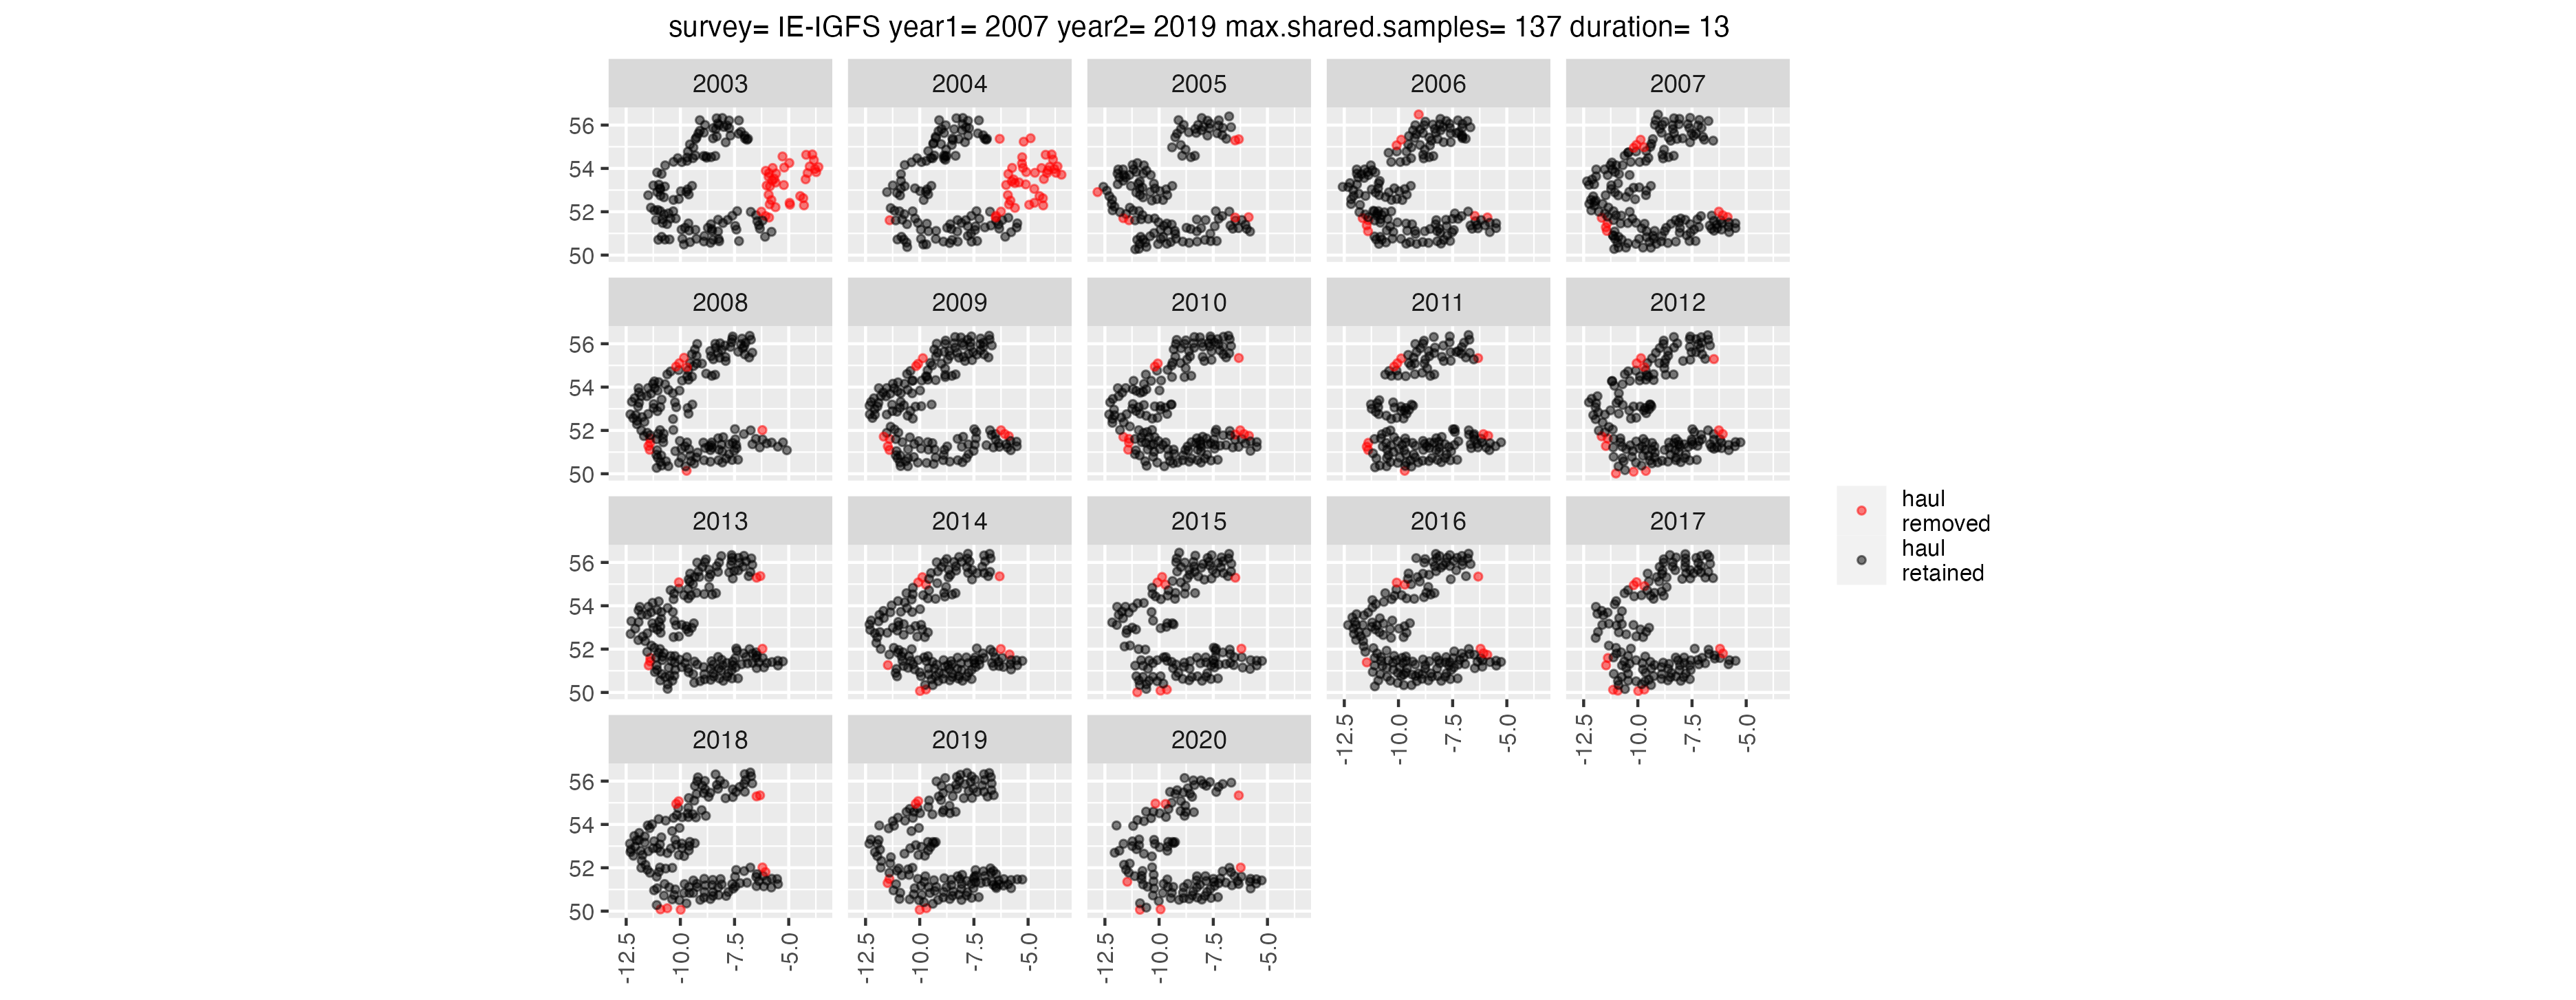 survey= IE-IGFS year1= 2007 year2= 2019 max.shared.samples= 137 duration= 13
2003 2004 2005 2006 2007
56
54
52
50
2008 2009 2010 2011 2012
56
54
52
50
haul
removed
haul
retained
2013 2014 2015 2016 2017
56
54
52
50
-12.5 -10.0 -7.5 -5.0 -12.5 -10.0 -7.5 -5.0
2018 2019 2020
56
54
52
50
-12.5 -10.0 -7.5 -5.0 -12.5 -10.0 -7.5 -5.0 -12.5 -10.0 -7.5 -5.0